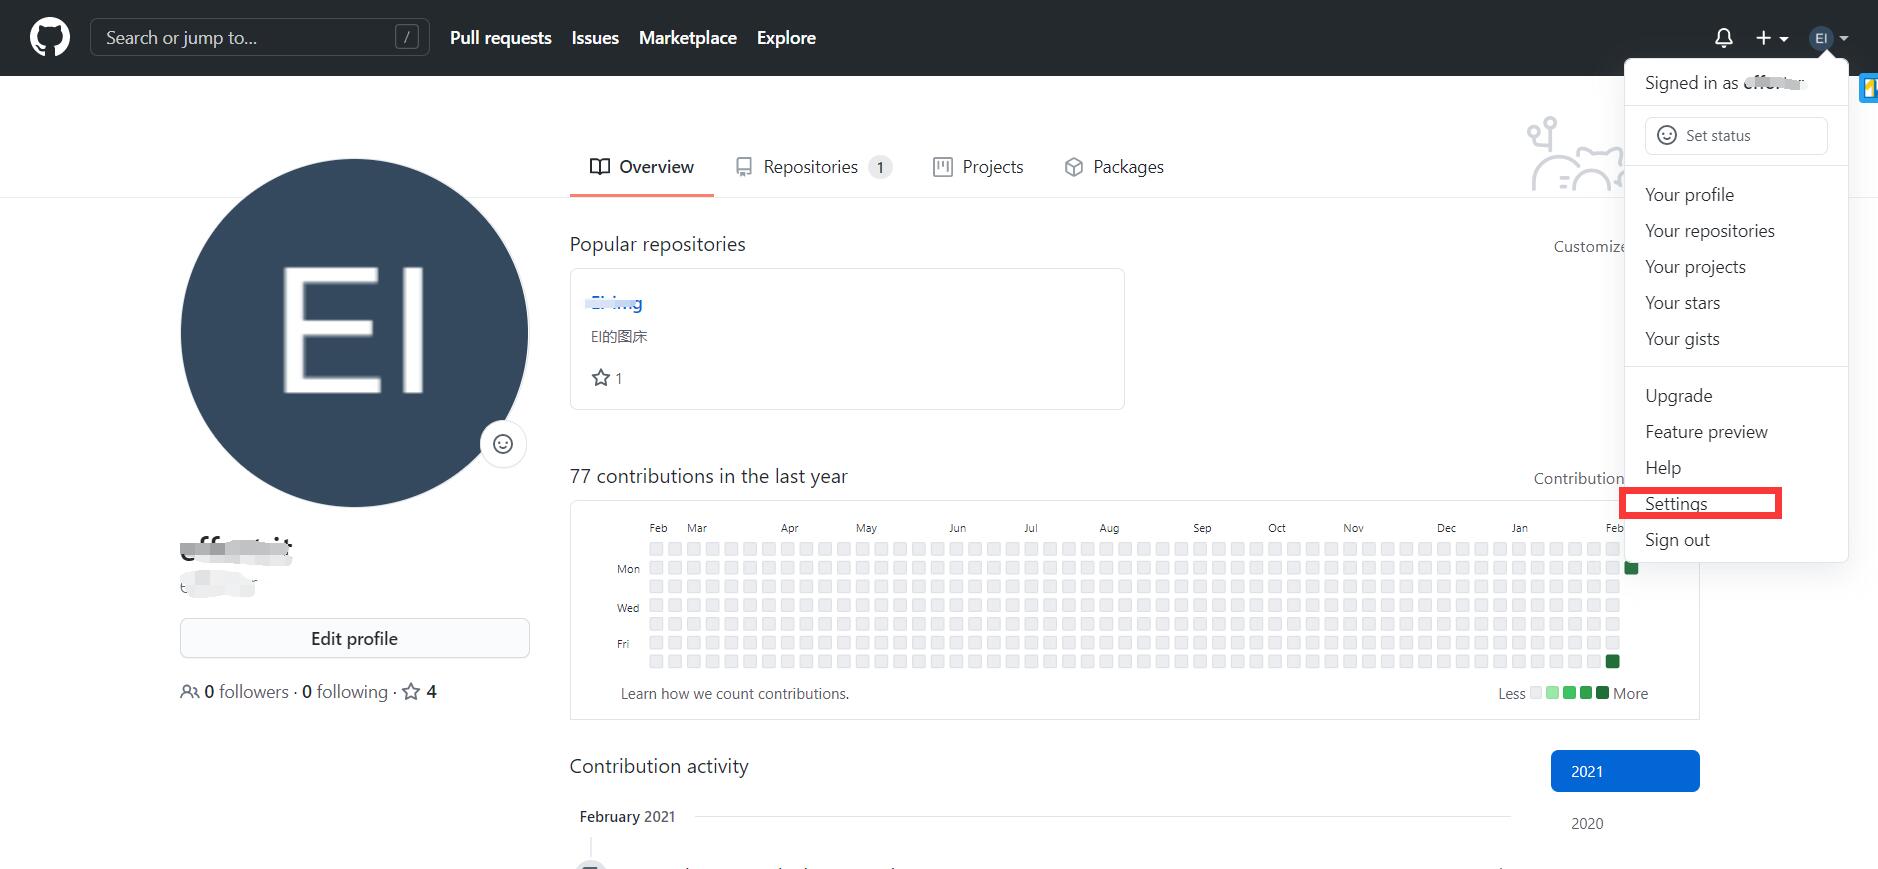 Search or jump to... /
Pull requests
Issues
Marketplace
Explore
EI
Signed in as
Set status
Your profile
Your repositories
Your projects
Your stars
Your gists
Upgrade
Feature preview
Help
Settings
Sign out
Overview
Repositories 1
Projects
Packages
EI
Edit profile
0 followers · 0 following · 4
Popular repositories
Customize
EI的图床
1
77 contributions in the last year
Contribution
Feb Mar Apr May Jun Jul Aug Sep Oct Nov Dec Jan Feb
Mon
Wed
Fri
Learn how we count contributions.
Less More
Contribution activity
2021
February 2021
2020